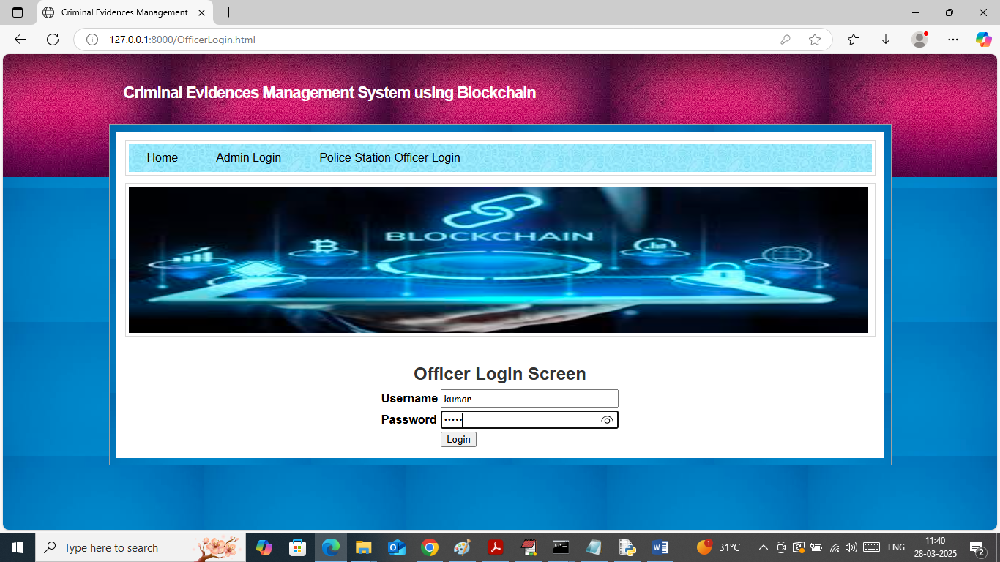 Criminal Evidences Management
127.0.0.1:8000/OfficerLogin.html
Criminal Evidences Management System using Blockchain
Home Admin Login Police Station Officer Login
BLOCKCHAIN
Officer Login Screen
Username kumar
Password •••••
Login
Type here to search
1
31°C
ENG
11:40
28-03-2025
2